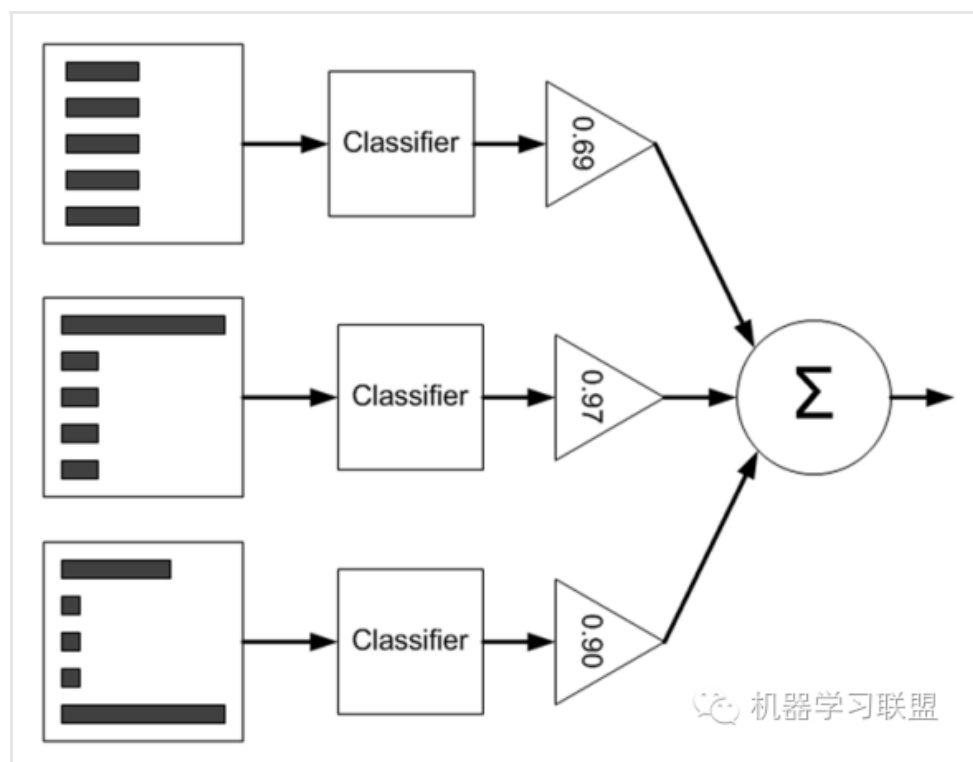 Classifier
0.69
Classifier
0.97
Σ
Classifier
0.90
机器学习联盟